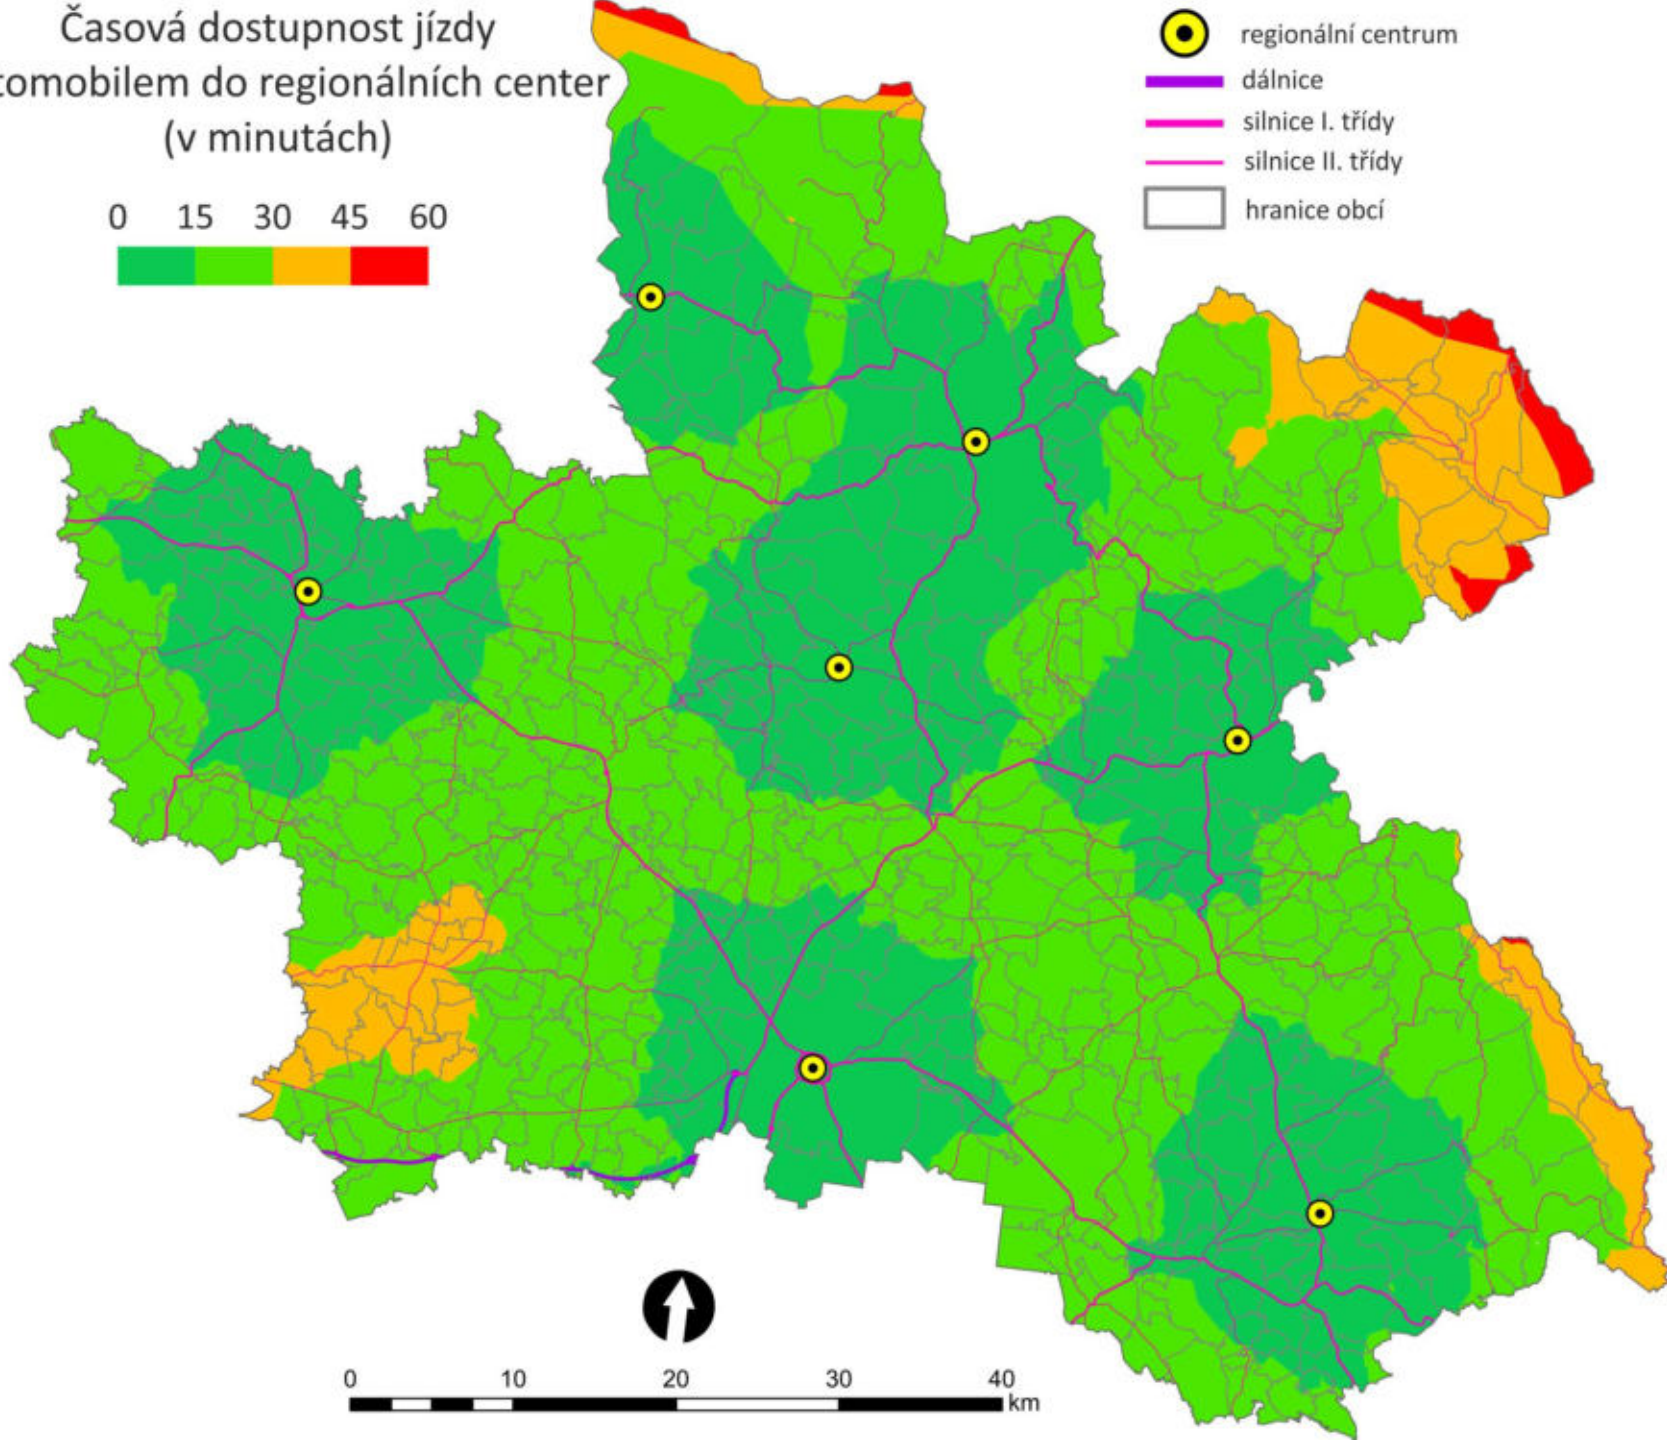 Časová dostupnost jízdy
tomobilem do regionálních center
(v minutách)
0 15 30 45 60
regionální centrum
dálnice
silnice I. třídy
silnice II. třídy
hranice obcí
0 10 20 30 40
km